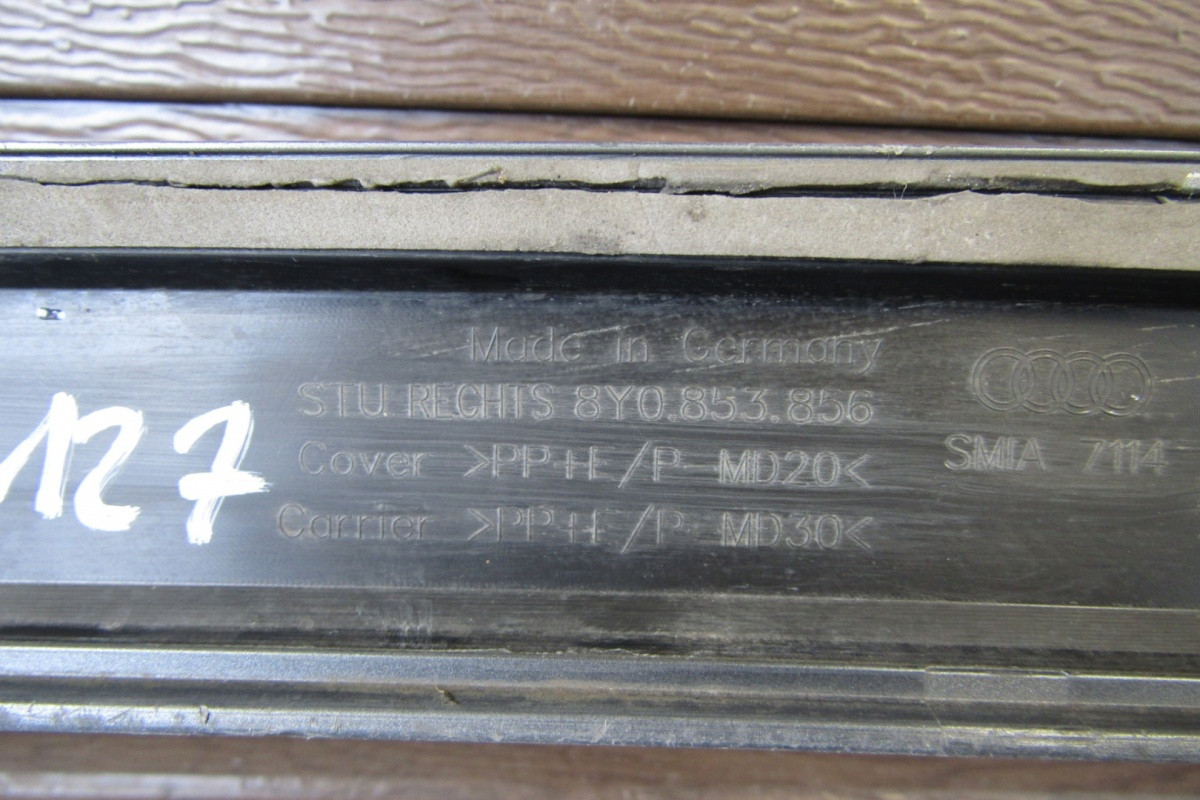 Made in Germany
STU. RECHTS 8Y0.853.856
Cover >PP+E/P-MD20<
SMIA 7114
Carrier >PP+E/P-MD30<
127